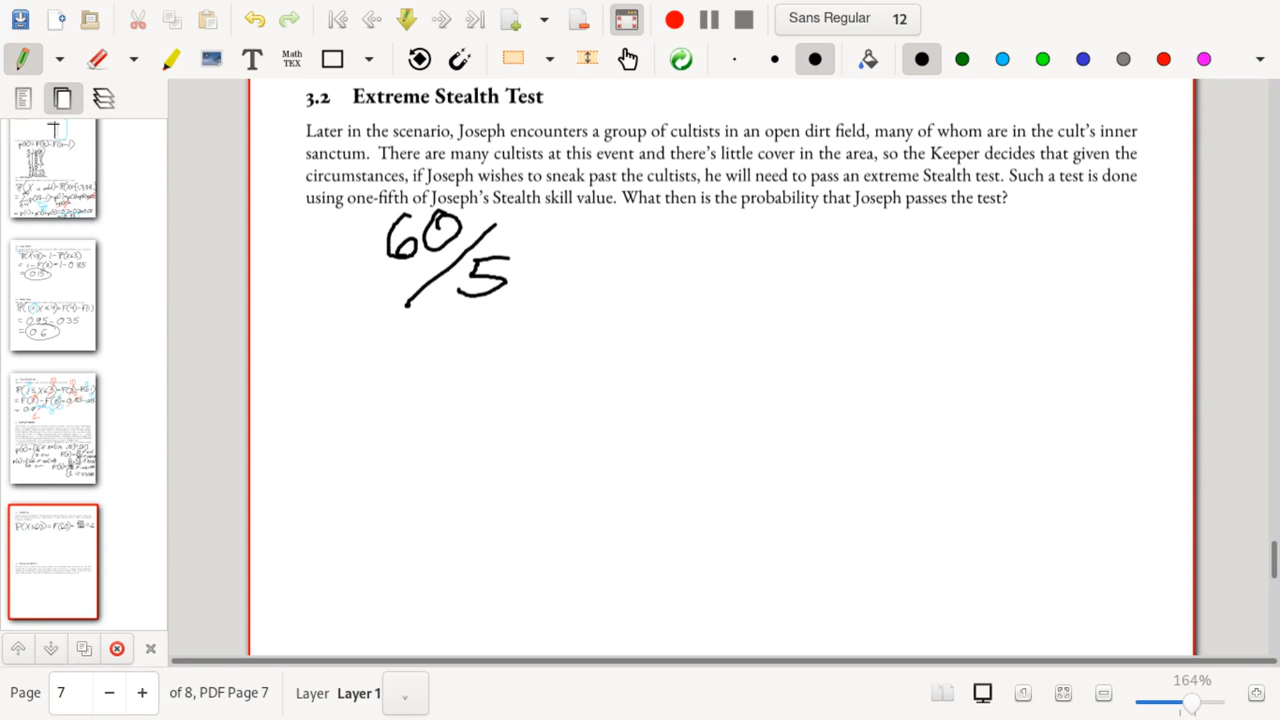 Sans Regular 12
Math
TEX
3.2 Extreme Stealth Test
Later in the scenario, Joseph encounters a group of cultists in an open dirt field, many of whom are in the cult's inner
sanctum. There are many cultists at this event and there's little cover in the area, so the Keeper decides that given the
circumstances, if Joseph wishes to sneak past the cultists, he will need to pass an extreme Stealth test. Such a test is done
using one-fifth of Joseph's Stealth skill value. What then is the probability that Joseph passes the test?
60/5
Page 7 of 8, PDF Page 7 Layer Layer 1 164%